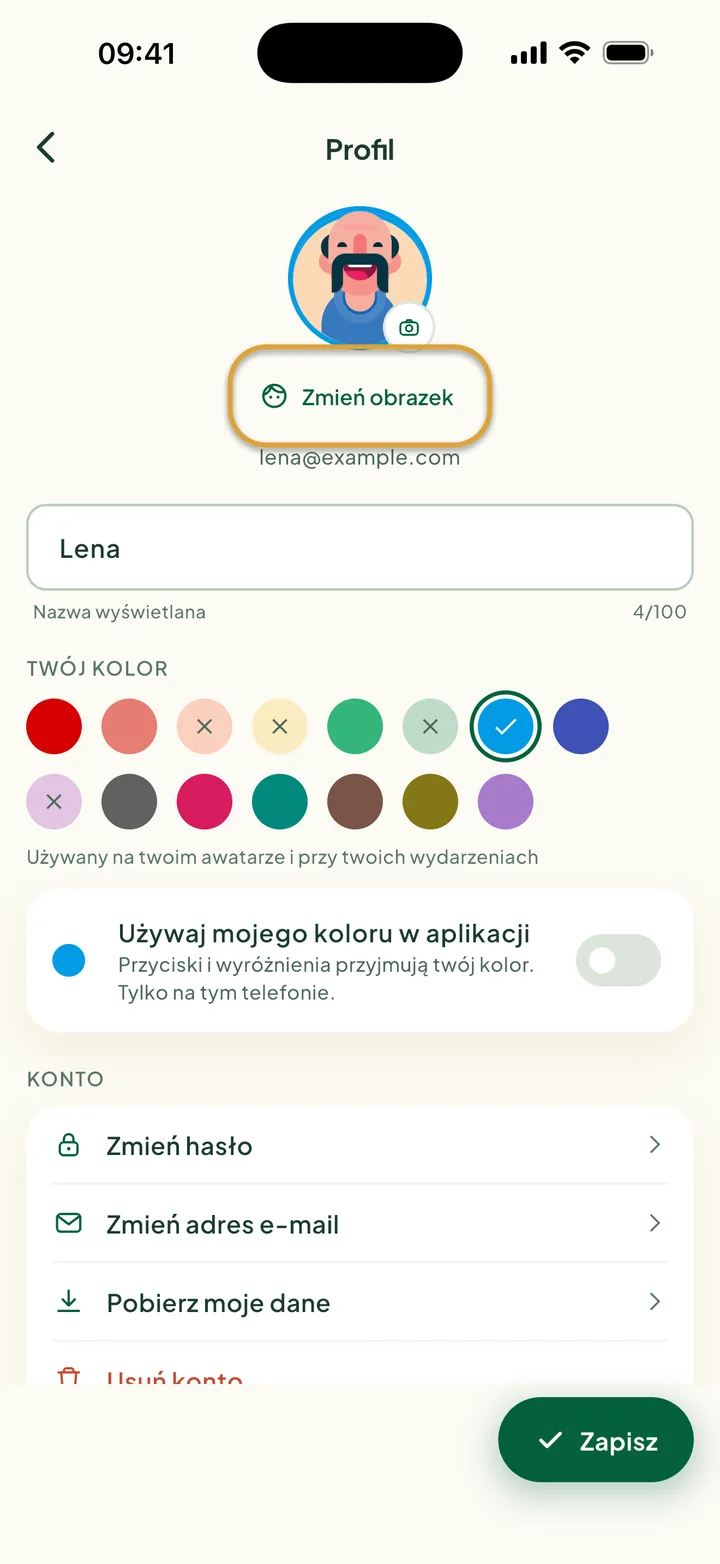 09:41
Profil
Zmień obrazek
lena@example.com
Lena
Nazwa wyświetlana 4/100
TWÓJ KOLOR
Używany na twoim awatarze i przy twoich wydarzeniach
Używaj mojego koloru w aplikacji
Przyciski i wyróżnienia przyjmują twój kolor.
Tylko na tym telefonie.
KONTO
Zmień hasło
Zmień adres e-mail
Pobierz moje dane
Usuń konto
Zapisz